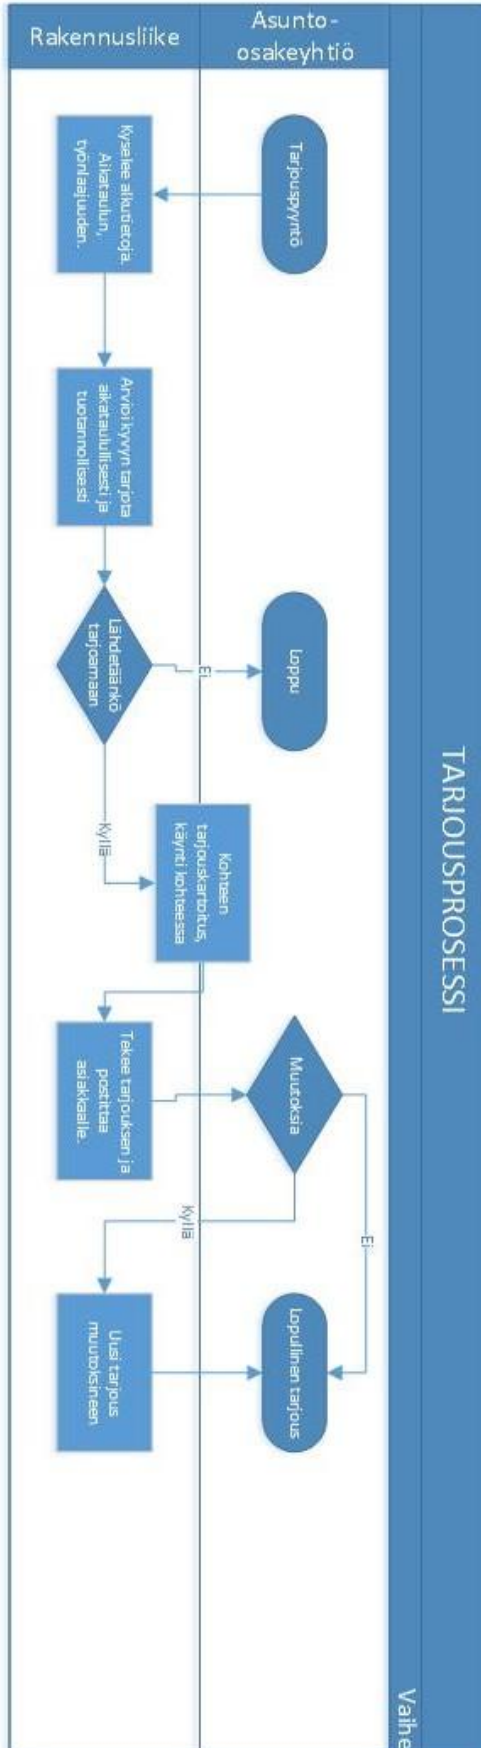 TARJOUSPROSESSI
Vaihe
Asunto-
osakeyhtiö
Rakennusliike
Tarjouspyyntö
Kyselee alkutietoja.
Aikataulun,
työnlaajuuden.
Arvioi kyvyn tarjota
aikataulullisesti ja
tuotannollisesti
Lähdetäänkö
tarjoamaan
Ei
Loppu
Kyllä
Kohteen
tarjouskartoitus,
käynti kohteessa
Tekee tarjouksen ja
postittaa
asiakkaalle.
Muutoksia
Ei
Kyllä
Uusi tarjous
muutoksineen
Lopullinen tarjous